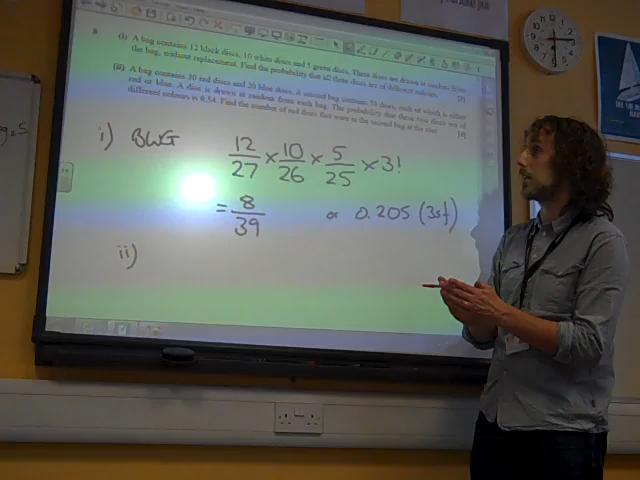 8 (i) A bag contains 12 black discs, 10 white discs and 5 green discs. Three discs are drawn at random from
the bag, without replacement. Find the probability that all three discs are of different colours. [3]
(ii) A bag contains 30 red discs and 20 blue discs. A second bag contains 50 discs, each of which is either
red or blue. A disc is drawn at random from each bag. The probability that these two discs are of
different colours is 0.54. Find the number of red discs that were in the second bag at the start. [4]
i) BWG 12/27 × 10/26 × 5/25 × 3!
= 8/39 or 0.205 (3sf)
ii)
= 5